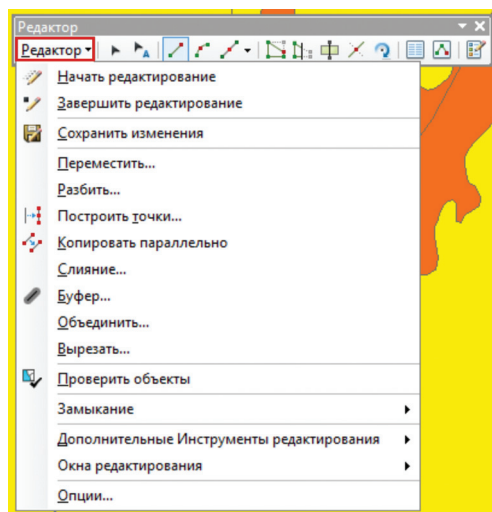 Редактор
Редактор
Начать редактирование
Завершить редактирование
Сохранить изменения
Переместить...
Разбить...
Построить точки...
Копировать параллельно
Слияние...
Буфер...
Объединить...
Вырезать...
Проверить объекты
Замыкание
Дополнительные Инструменты редактирования
Окна редактирования
Опции...